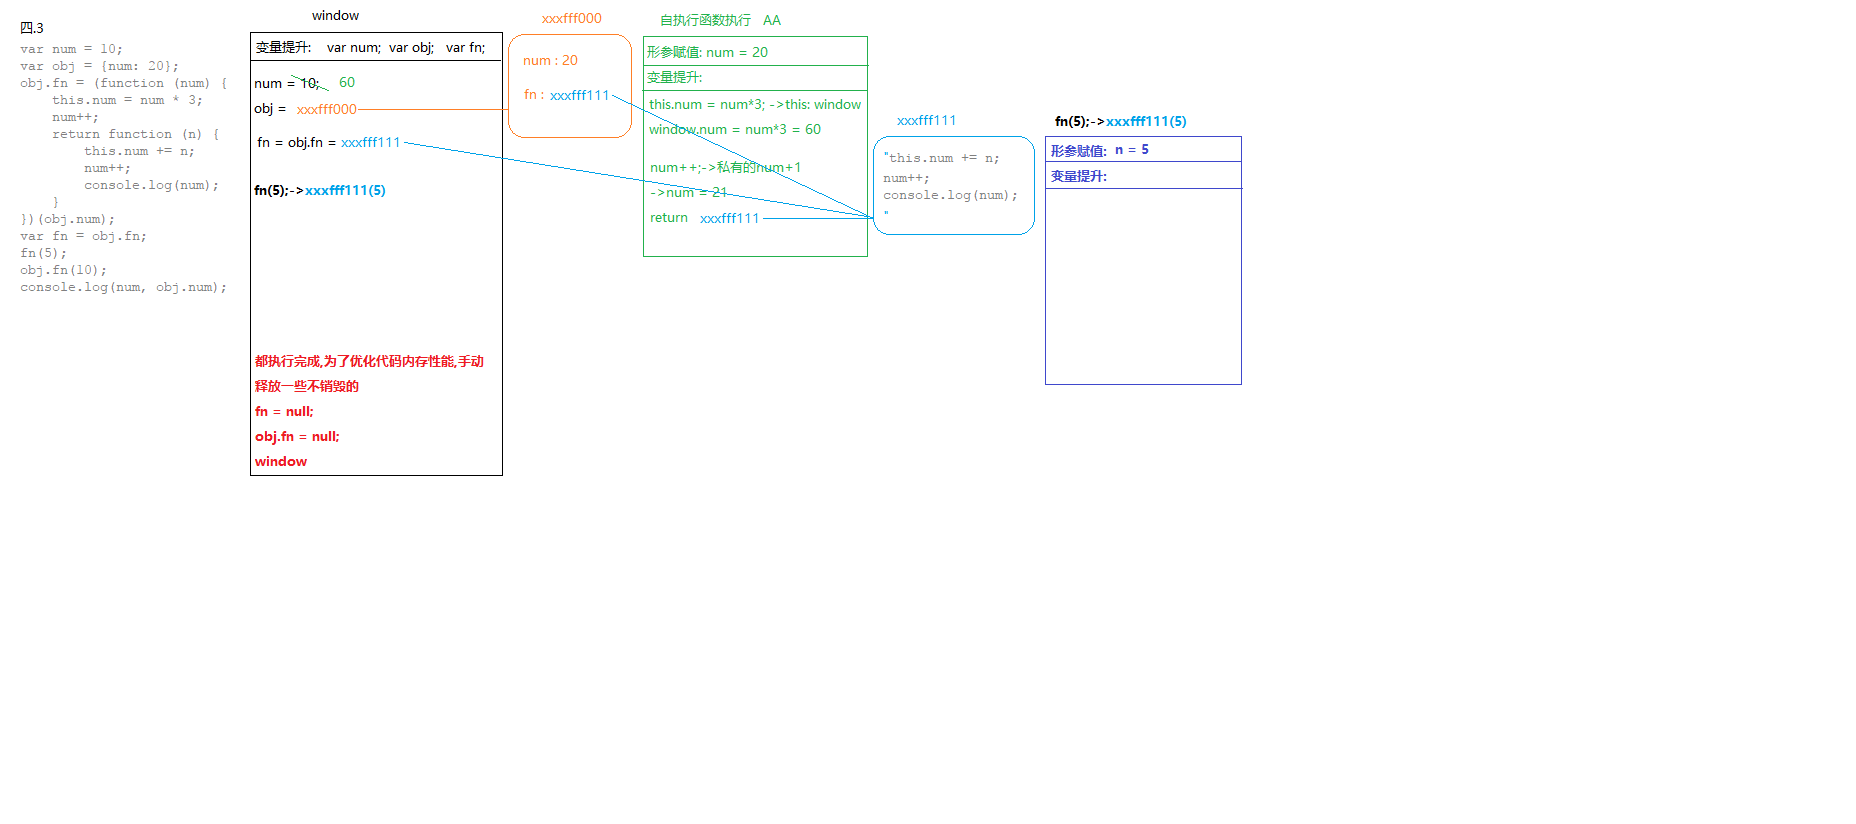 四.3
var num = 10;
var obj = {num: 20};
obj.fn = (function (num) {
    this.num = num * 3;
    num++;
    return function (n) {
        this.num += n;
        num++;
        console.log(num);
    }
})(obj.num);
var fn = obj.fn;
fn(5);
obj.fn(10);
console.log(num, obj.num);
window
变量提升: var num; var obj; var fn;
num = 10; 60
obj = xxxfff000
fn = obj.fn = xxxfff111
fn(5);->xxxfff111(5)
都执行完成,为了优化代码内存性能,手动
释放一些不销毁的
fn = null;
obj.fn = null;
window
xxxfff000
num : 20
fn : xxxfff111
自执行函数执行 AA
形参赋值: num = 20
变量提升:
this.num = num*3; ->this: window
window.num = num*3 = 60
num++;->私有的num+1
->num = 21
return xxxfff111
xxxfff111
"this.num += n;
num++;
console.log(num);
"
fn(5);->xxxfff111(5)
形参赋值: n = 5
变量提升: